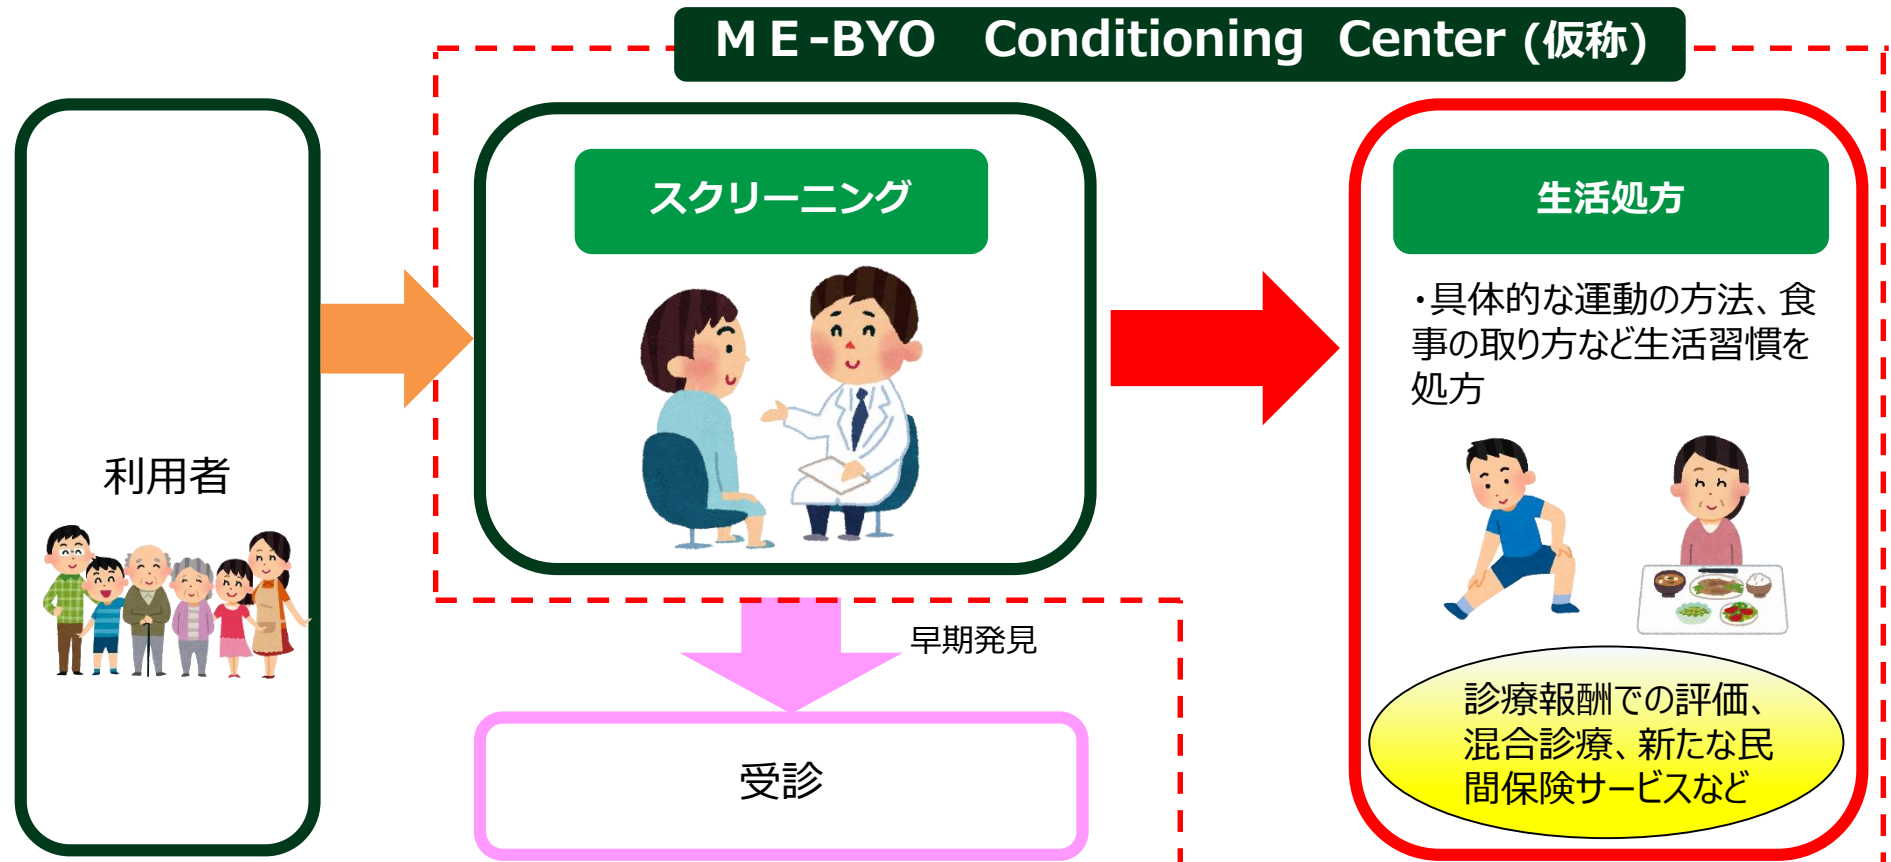 ＭＥ-BYO　Conditioning Center (仮称)
スクリーニング
生活処方
・具体的な運動の方法、食
事の取り方など生活習慣を
処方
利用者
早期発見
受診
診療報酬での評価、
混合診療、新たな民
間保険サービスなど